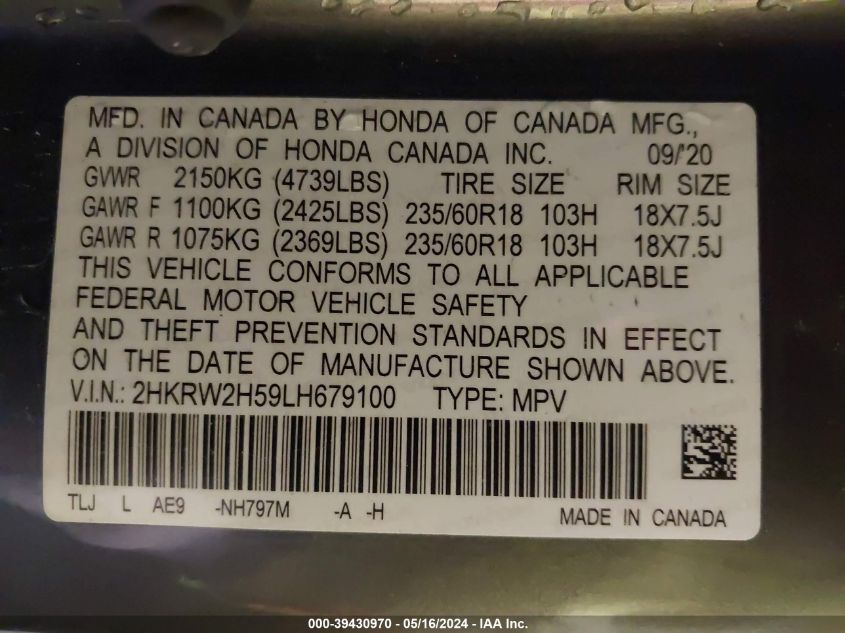 MFD. IN CANADA BY HONDA OF CANADA MFG.,
A DIVISION OF HONDA CANADA INC. 09/'20
GVWR 2150KG (4739LBS) TIRE SIZE RIM SIZE
GAWR F 1100KG (2425LBS) 235/60R18 103H 18X7.5J
GAWR R 1075KG (2369LBS) 235/60R18 103H 18X7.5J
THIS VEHICLE CONFORMS TO ALL APPLICABLE
FEDERAL MOTOR VEHICLE SAFETY
AND THEFT PREVENTION STANDARDS IN EFFECT
ON THE DATE OF MANUFACTURE SHOWN ABOVE.
V.I.N.: 2HKRW2H59LH679100 TYPE: MPV
TLJ L AE9 -NH797M -A -H MADE IN CANADA
000-39430970 - 05/16/2024 - IAA Inc.